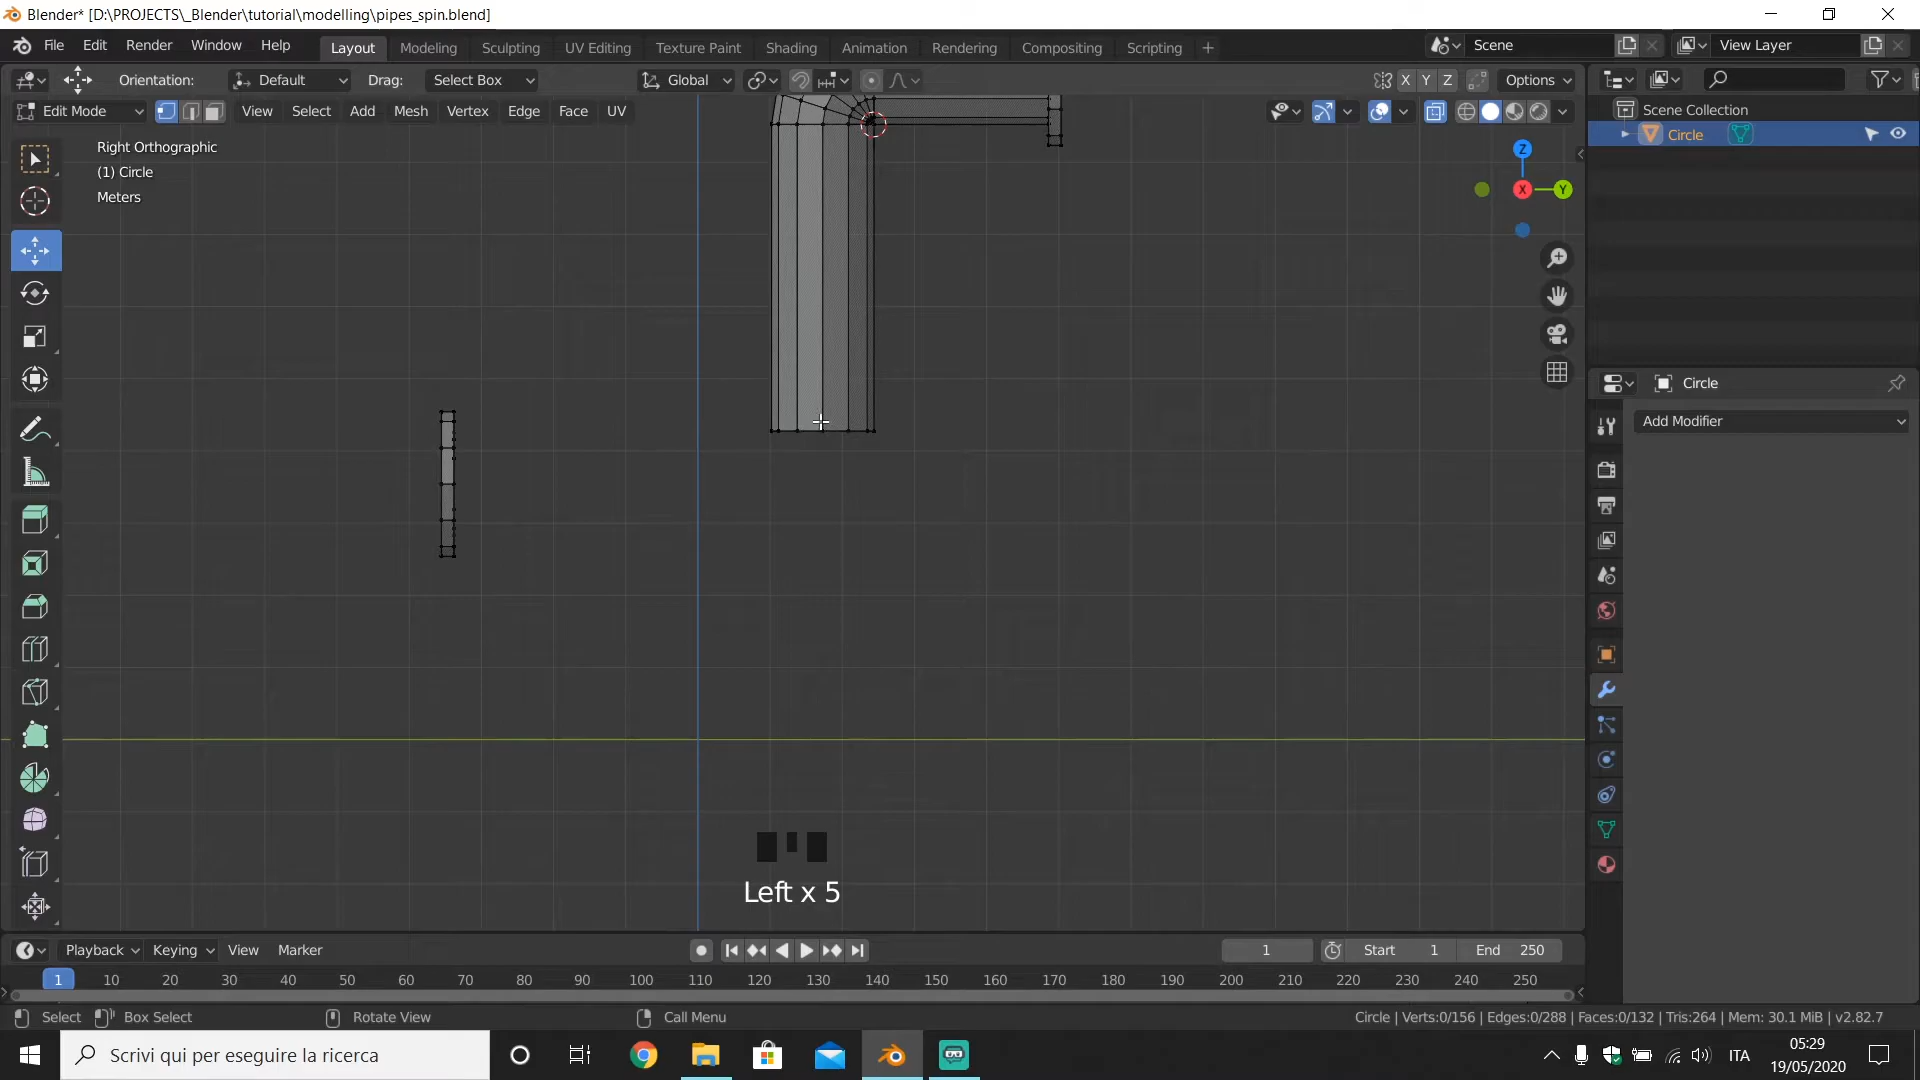 Blender* [D:\PROJECTS\_Blender\tutorial\modelling\pipes_spin.blend]
File Edit Render Window Help Layout Modeling Sculpting UV Editing Texture Paint Shading Animation Rendering Compositing Scripting + Scene View Layer
Orientation: Default Drag: Select Box Global X Y Z Options
Edit Mode View Select Add Mesh Vertex Edge Face UV
Scene Collection
Circle
Right Orthographic
(1) Circle
Meters
Z
X
Y
Circle
Add Modifier
Left x 5
Playback Keying View Marker 1 Start 1 End 250
1 10 20 30 40 50 60 70 80 90 100 110 120 130 140 150 160 170 180 190 200 210 220 230 240 250
Select Box Select Rotate View Call Menu Circle | Verts:0/156 | Edges:0/288 | Faces:0/132 | Tris:264 | Mem: 30.1 MiB | v2.82.7
Scrivi qui per eseguire la ricerca
ITA
05:29
19/05/2020